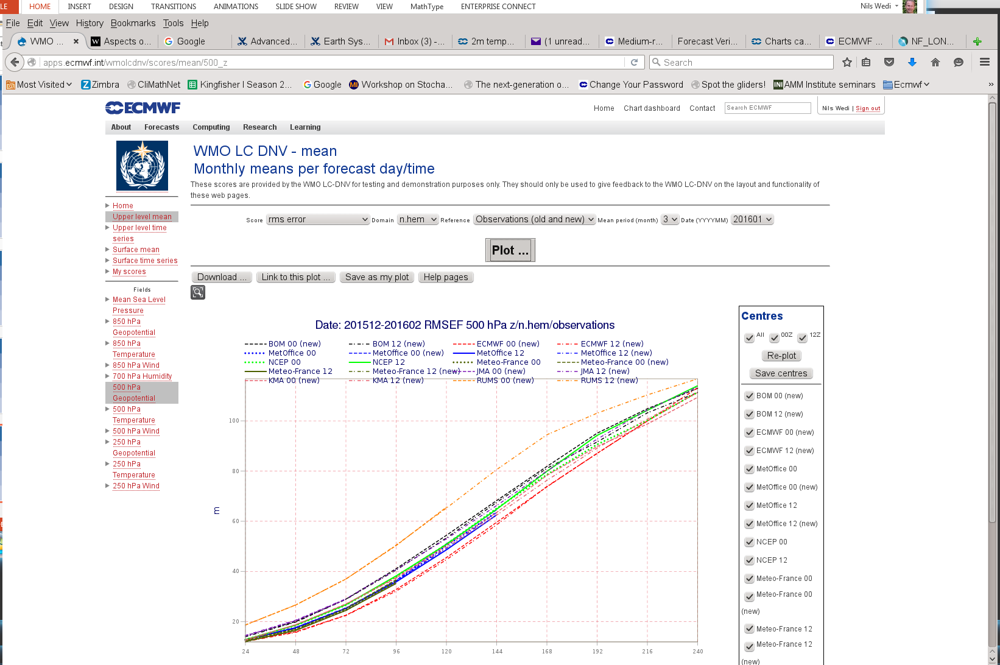 LE HOME INSERT DESIGN TRANSITIONS ANIMATIONS SLIDE SHOW REVIEW VIEW MathType ENTERPRISE CONNECT Nils Wedi
File Edit View History Bookmarks Tools Help
WMO ... × Aspects o... Google Advanced... Earth Sys... Inbox (3) -... 2m temp... (1 unread... Medium-r... Forecast Veri... Charts ca... ECMWF ... NF_LON...
apps.ecmwf.int/wmolcdnv/scores/mean/500_z Search
Most Visited Zimbra CliMathNet Kingfisher l Season 2... Google Workshop on Stocha... The next-generation o... Change Your Password Spot the gliders! INI AMM Institute seminars Ecmwf »
ECMWF Home Chart dashboard Contact Search ECMWF Nils Wedi | Sign out
About Forecasts Computing Research Learning
WMO LC DNV - mean
Monthly means per forecast day/time
These scores are provided by the WMO LC-DNV for testing and demonstration purposes only. They should only be used to give feedback to the WMO LC-DNV on the layout and functionality of
these web pages.
Score rms error Domain n.hem Reference Observations (old and new) Mean period (month) 3 Date (YYYYMM) 201601
Plot ...
Download ... Link to this plot ... Save as my plot Help pages
Home
Upper level mean
Upper level time
series
Surface mean
Surface time series
My scores
Fields
Mean Sea Level
Pressure
850 hPa
Geopotential
850 hPa
Temperature
850 hPa Wind
700 hPa Humidity
500 hPa
Geopotential
500 hPa
Temperature
500 hPa Wind
250 hPa
Geopotential
250 hPa
Temperature
250 hPa Wind
Date: 201512-201602 RMSEF 500 hPa z/n.hem/observations
BOM 00 (new) BOM 12 (new) ECMWF 00 (new) ECMWF 12 (new)
MetOffice 00 MetOffice 00 (new) MetOffice 12 MetOffice 12 (new)
NCEP 00 NCEP 12 Meteo-France 00 Meteo-France 00 (new)
Meteo-France 12 Meteo-France 12 (new) JMA 00 (new) JMA 12 (new)
KMA 00 (new) KMA 12 (new) RUMS 00 (new) RUMS 12 (new)
100
80
m
60
40
20
24 48 72 96 120 144 168 192 216 240
Centres
All 00Z 12Z
Re-plot
Save centres
BOM 00 (new)
BOM 12 (new)
ECMWF 00 (new)
ECMWF 12 (new)
MetOffice 00
MetOffice 00 (new)
MetOffice 12
MetOffice 12 (new)
NCEP 00
NCEP 12
Meteo-France 00
Meteo-France 00
(new)
Meteo-France 12
Meteo-France 12
(new)